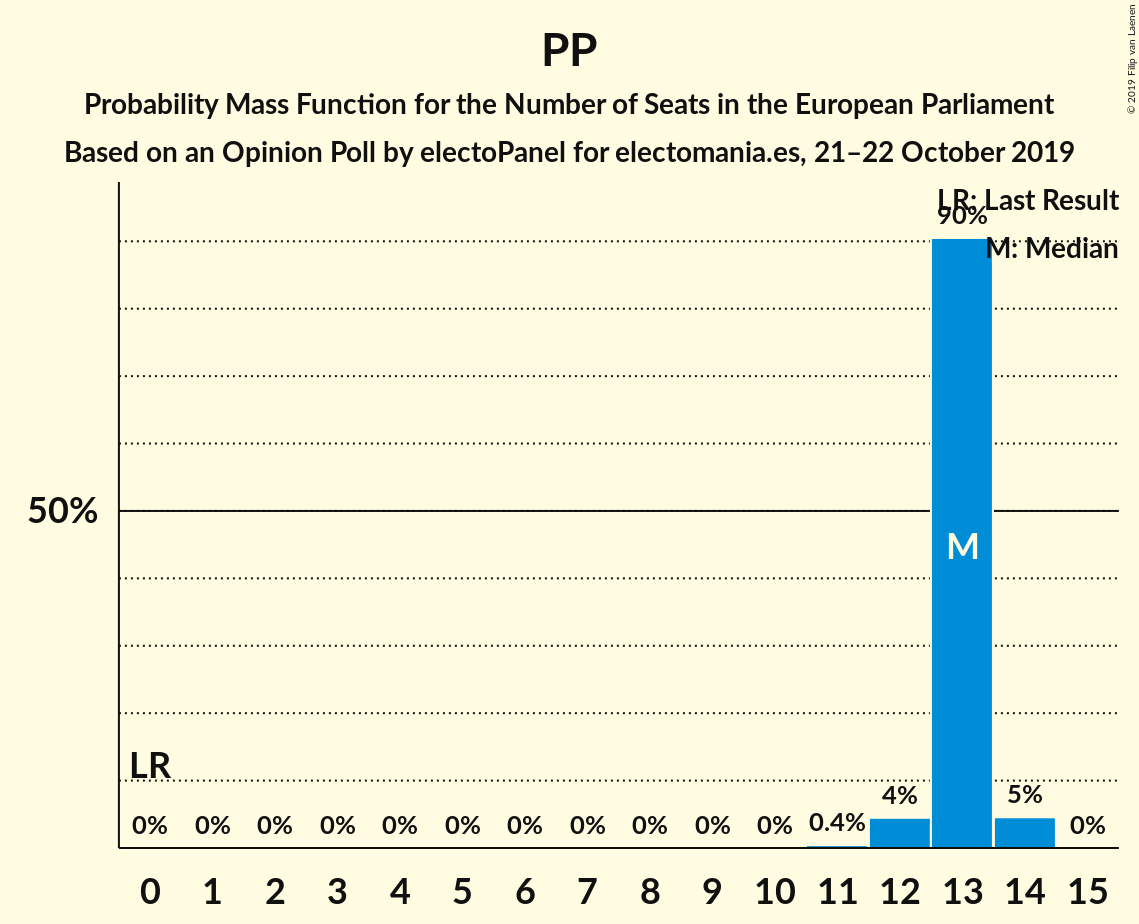 PP
Probability Mass Function for the Number of Seats in the European Parliament
Based on an Opinion Poll by electoPanel for electomania.es, 21–22 October 2019
© 2019 Filip van Laenen
LR: Last Result
M: Median
90%
50%
M
LR
0% 0% 0% 0% 0% 0% 0% 0% 0% 0% 0% 0.4% 4% 5% 0%
0 1 2 3 4 5 6 7 8 9 10 11 12 13 14 15